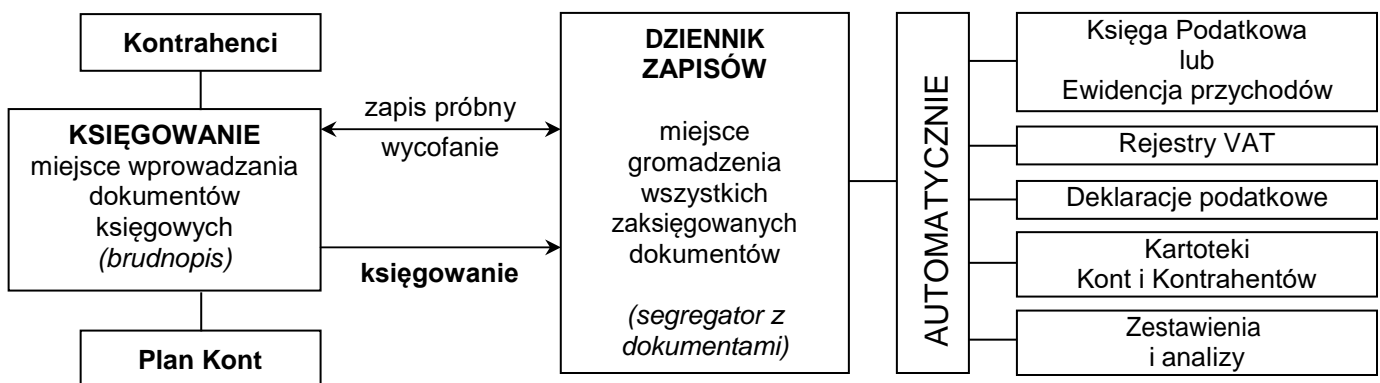 Kontrahenci
KSIĘGOWANIE
miejsce wprowadzania
dokumentów
księgowych
(brudnopis)
Plan Kont
zapis próbny
wycofanie
księgowanie
DZIENNIK
ZAPISÓW
miejsce
gromadzenia
wszystkich
zaksięgowanych
dokumentów
(segregator z
dokumentami)
AUTOMATYCZNIE
Księga Podatkowa
lub
Ewidencja przychodów
Rejestry VAT
Deklaracje podatkowe
Kartoteki
Kont i Kontrahentów
Zestawienia
i analizy